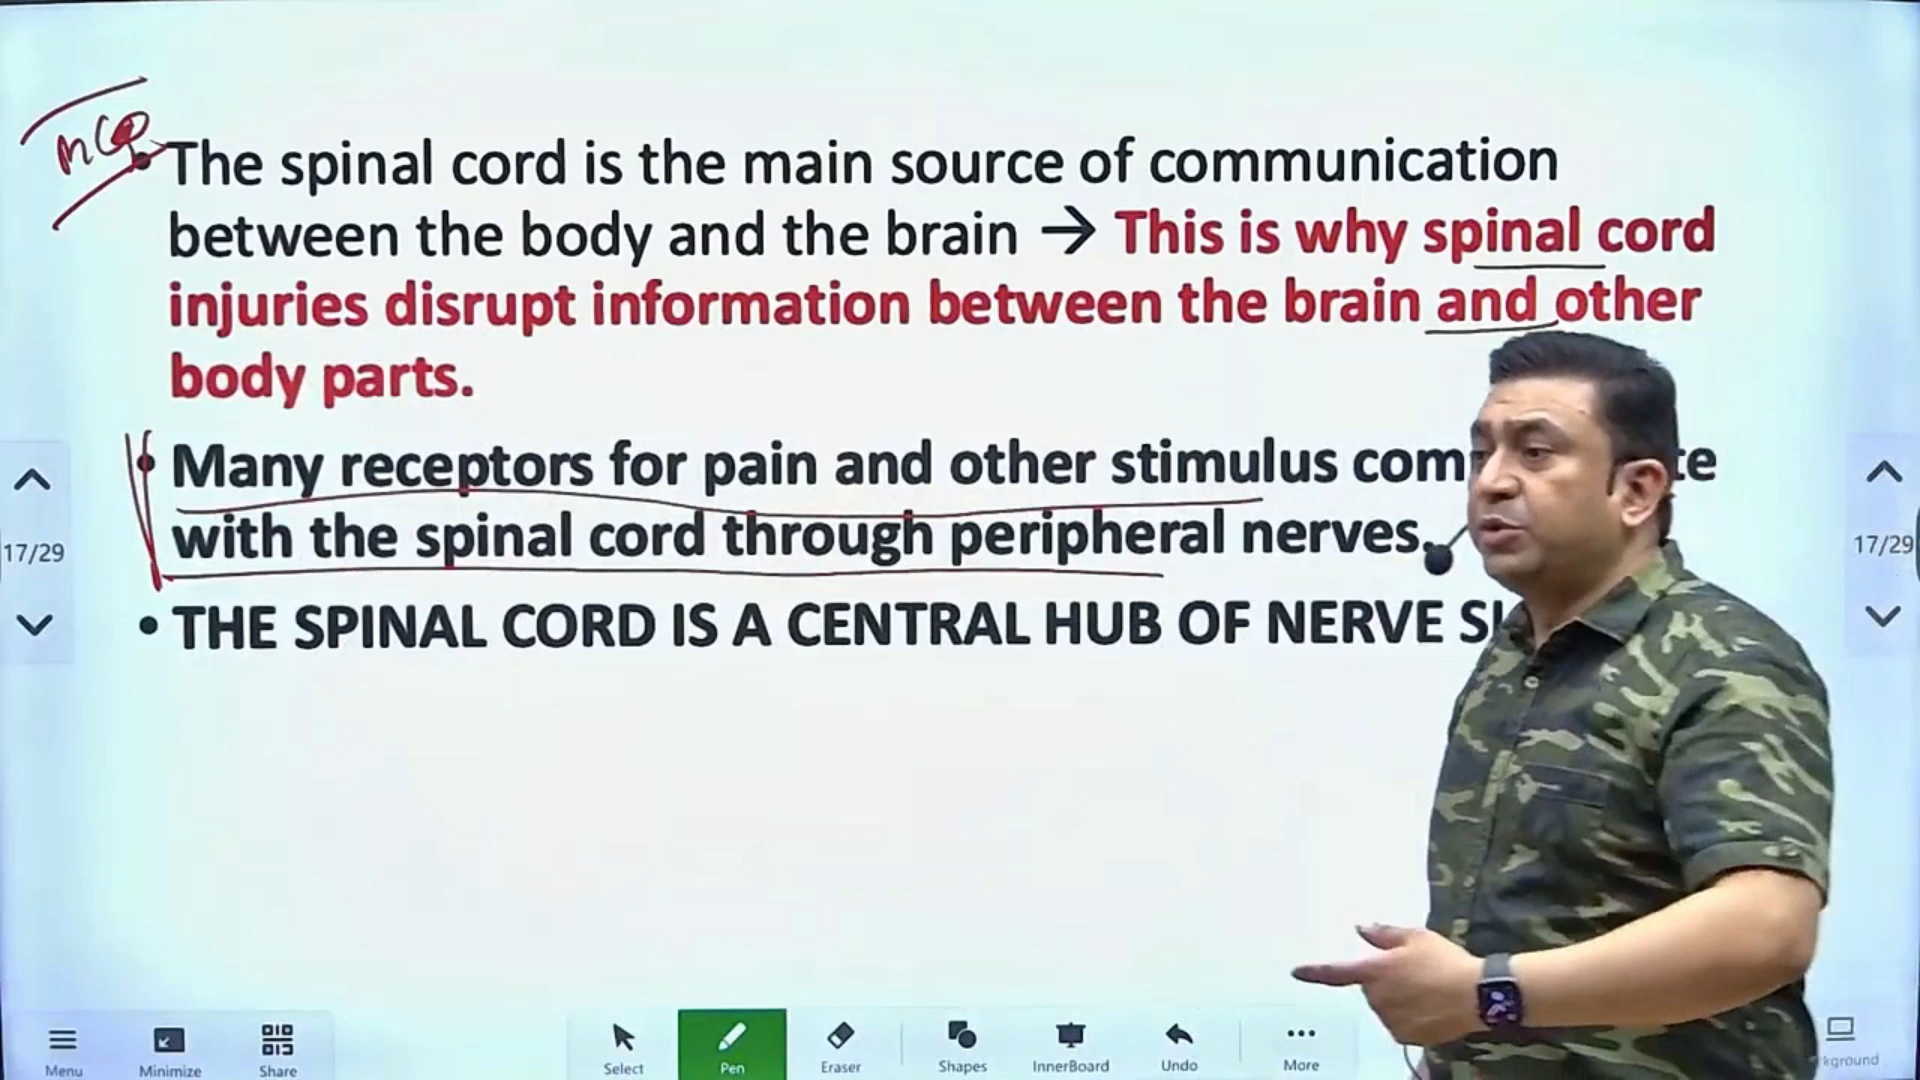 MCQ
• The spinal cord is the main source of communication
between the body and the brain → This is why spinal cord
injuries disrupt information between the brain and other
body parts.
• Many receptors for pain and other stimulus
with the spinal cord through peripheral nerves.
• THE SPINAL CORD IS A CENTRAL HUB OF NERVE
17/29
17/29
Menu
Minimize
Share
Select
Pen
Eraser
Shapes
InnerBoard
Undo
More